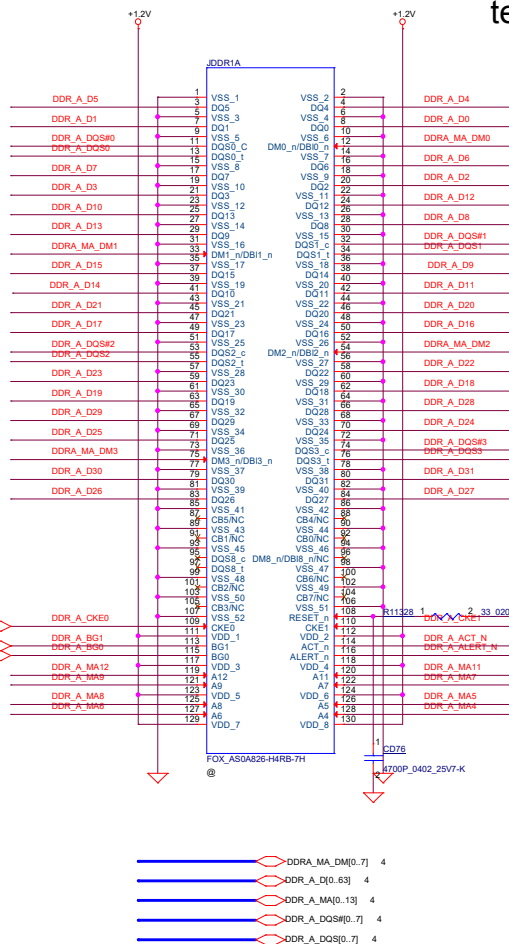 te
+1.2V +1.2V
JDDR1A
1 VSS_1 VSS_2 2
DDR_A_D5 3 DQ5 DQ4 4 DDR_A_D4
5 VSS_3 VSS_4 6
DDR_A_D1 7 DQ1 DQ0 8 DDR_A_D0
9 VSS_5 VSS_6 10
DDR_A_DQS#0 11 DQS0_C DM0_n/DBI0_n 12 DDRA_MA_DM0
DDR_A_DQS0 13 DQS0_t VSS_7 14
15 VSS_8 DQ6 16 DDR_A_D6
DDR_A_D7 17 DQ7 VSS_9 18
19 VSS_10 DQ2 20 DDR_A_D2
DDR_A_D3 21 DQ3 VSS_11 22
23 VSS_12 DQ12 24 DDR_A_D12
DDR_A_D10 25 DQ13 VSS_13 26
27 VSS_14 DQ8 28 DDR_A_D8
DDR_A_D13 29 DQ9 VSS_15 30
31 VSS_16 DQS1_c 32 DDR_A_DQS#1
DDRA_MA_DM1 33 DM1_n/DBI1_n DQS1_t 34 DDR_A_DQS1
35 VSS_17 VSS_18 36
DDR_A_D15 37 DQ15 DQ14 38 DDR_A_D9
39 VSS_19 VSS_20 40
DDR_A_D14 41 DQ10 DQ11 42 DDR_A_D11
43 VSS_21 VSS_22 44
DDR_A_D21 45 DQ21 DQ20 46 DDR_A_D20
47 VSS_23 VSS_24 48
DDR_A_D17 49 DQ17 DQ16 50 DDR_A_D16
51 VSS_25 VSS_26 52
DDR_A_DQS#2 53 DQS2_c DM2_n/DBI2_n 54 DDRA_MA_DM2
DDR_A_DQS2 55 DQS2_t VSS_27 56
57 VSS_28 DQ22 58 DDR_A_D22
DDR_A_D23 59 DQ23 VSS_29 60
61 VSS_30 DQ18 62 DDR_A_D18
DDR_A_D19 63 DQ19 VSS_31 64
65 VSS_32 DQ28 66 DDR_A_D28
DDR_A_D29 67 DQ29 VSS_33 68
69 VSS_34 DQ24 70 DDR_A_D24
DDR_A_D25 71 DQ25 VSS_35 72
73 VSS_36 DQS3_c 74 DDR_A_DQS#3
DDRA_MA_DM3 75 DM3_n/DBI3_n DQS3_t 76 DDR_A_DQS3
77 VSS_37 VSS_38 78
DDR_A_D30 79 DQ30 DQ31 80 DDR_A_D31
81 VSS_39 VSS_40 82
DDR_A_D26 83 DQ26 DQ27 84 DDR_A_D27
85 VSS_41 VSS_42 86
87 CB5/NC CB4/NC 88
89 VSS_43 VSS_44 90
91 CB1/NC CB0/NC 92
93 VSS_45 VSS_46 94
95 DQS8_c DM8_n/DBI8_n/NC 96
97 DQS8_t VSS_47 98
99 VSS_48 CB6/NC 100
101 CB2/NC VSS_49 102
103 VSS_50 CB7/NC 104
105 CB3/NC VSS_51 106
107 VSS_52 RESET_n 108 R11328 1 2 33_020
DDR_A_CKE0 109 CKE0 CKE1 110 DDR_A_CKE1
111 VDD_1 VDD_2 112
DDR_A_BG1 113 BG1 ACT_n 114 DDR_A_ACT_N
DDR_A_BG0 115 BG0 ALERT_n 116 DDR_A_ALERT_N
117 VDD_3 VDD_4 118
DDR_A_MA12 119 A12 A11 120 DDR_A_MA11
DDR_A_MA9 121 A9 A7 122 DDR_A_MA7
123 VDD_5 VDD_6 124
DDR_A_MA8 125 A8 A5 126 DDR_A_MA5
DDR_A_MA6 127 A6 A4 128 DDR_A_MA4
129 VDD_7 VDD_8 130
1
CD76
FOX_AS0A826-H4RB-7H
4700P_0402_25V7-K
@
2
DDRA_MA_DM[0..7] 4
DDR_A_D[0..63] 4
DDR_A_MA[0..13] 4
DDR_A_DQS#[0..7] 4
DDR_A_DQS[0..7] 4